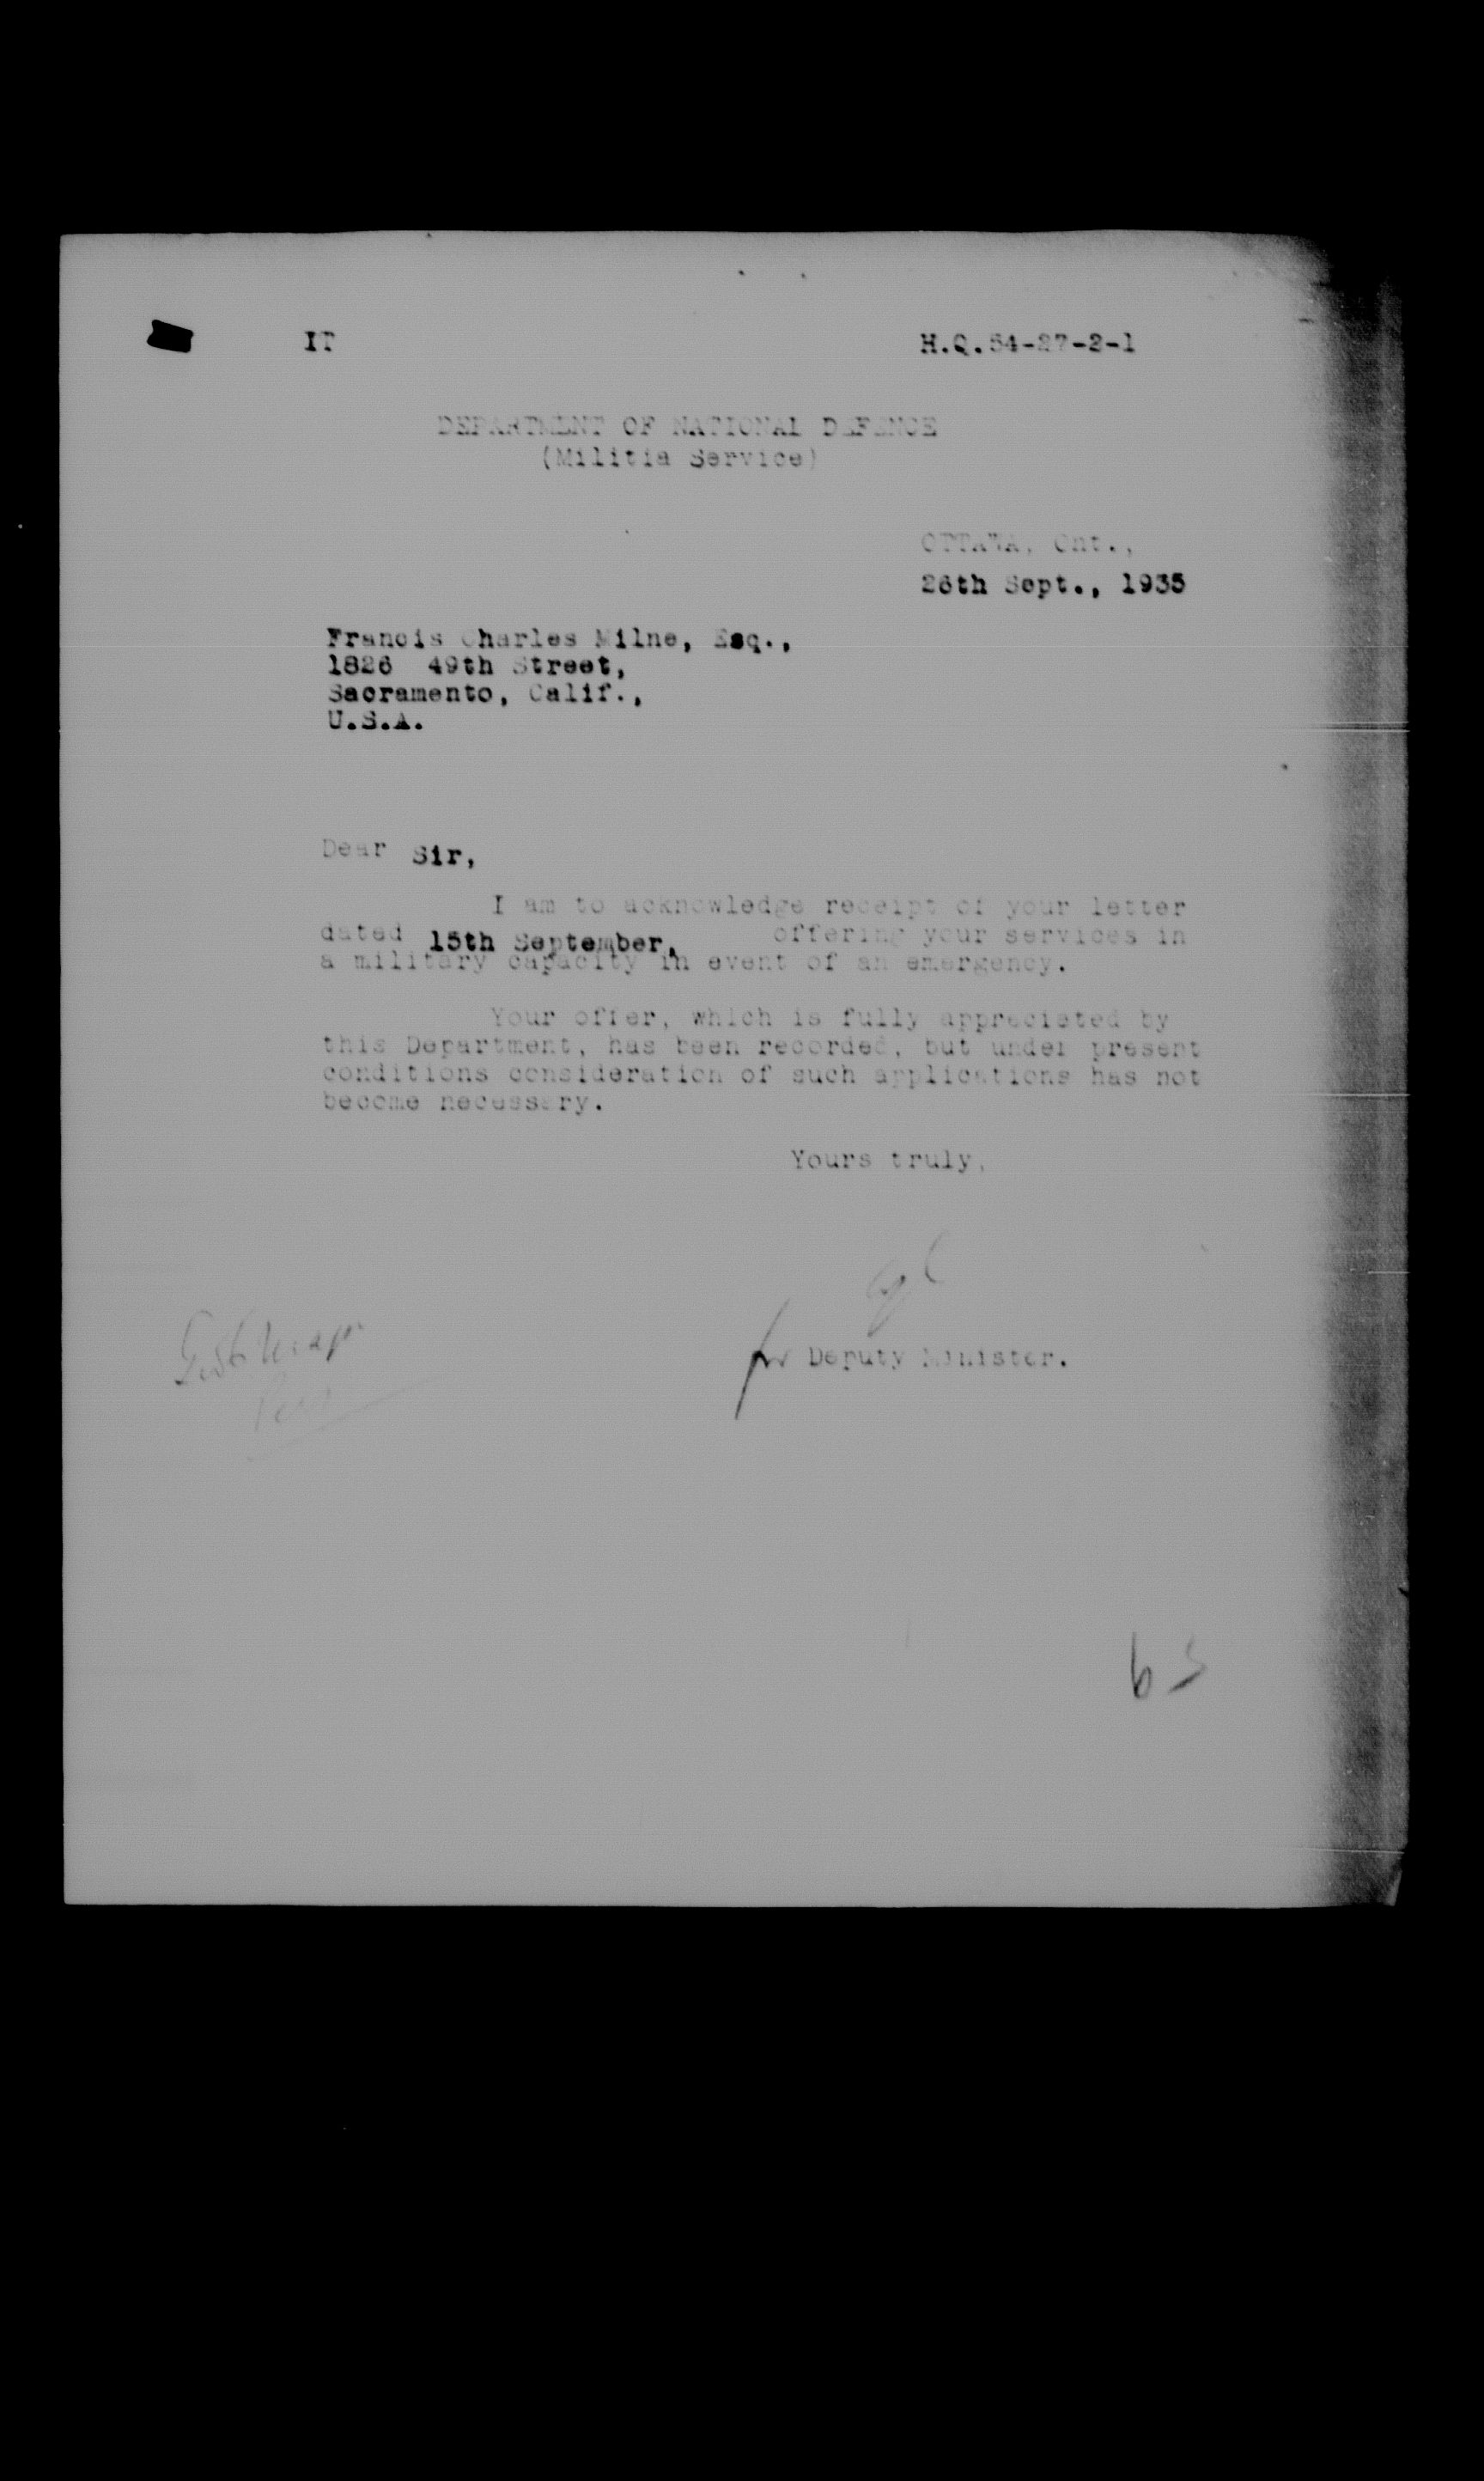 IT
H.Q.54-27-2-1
DEPARTMENT OF NATIONAL DEFENCE
(Militia Service)
OTTAWA, Ont.,
26th Sept., 1935
Francis Charles Milne, Esq.,
1826 49th Street,
Sacramento, Calif.,
U.S.A.
Dear Sir,
I am to acknowledge receipt of your letter
dated 15th September, offering your services in
a military capacity in event of an emergency.
Your offer, which is fully appreciated by
this Department, has been recorded, but under present
conditions consideration of such applications has not
become necessary.
Yours truly,
for Deputy Minister.